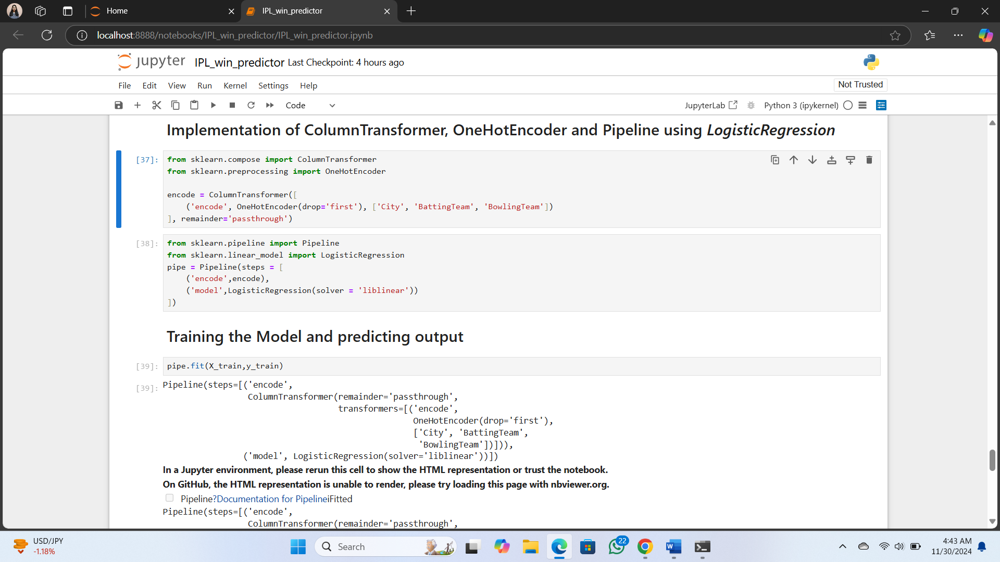 Home
IPL_win_predictor
localhost:8888/notebooks/IPL_win_predictor/IPL_win_predictor.ipynb
jupyter IPL_win_predictor Last Checkpoint: 4 hours ago
File Edit View Run Kernel Settings Help
Not Trusted
Code
JupyterLab
Python 3 (ipykernel)
Implementation of ColumnTransformer, OneHotEncoder and Pipeline using LogisticRegression
[37]:
from sklearn.compose import ColumnTransformer
from sklearn.preprocessing import OneHotEncoder
encode = ColumnTransformer([
    ('encode', OneHotEncoder(drop='first'), ['City', 'BattingTeam', 'BowlingTeam'])
], remainder='passthrough')
[38]:
from sklearn.pipeline import Pipeline
from sklearn.linear_model import LogisticRegression
pipe = Pipeline(steps = [
    ('encode',encode),
    ('model',LogisticRegression(solver = 'liblinear'))
])
Training the Model and predicting output
[39]:
pipe.fit(X_train,y_train)
[39]:
Pipeline(steps=[('encode',
                 ColumnTransformer(remainder='passthrough',
                                   transformers=[('encode',
                                                  OneHotEncoder(drop='first'),
                                                  ['City', 'BattingTeam',
                                                   'BowlingTeam'])])),
                ('model', LogisticRegression(solver='liblinear'))])
In a Jupyter environment, please rerun this cell to show the HTML representation or trust the notebook.
On GitHub, the HTML representation is unable to render, please try loading this page with nbviewer.org.
Pipeline?Documentation for PipelineiFitted
Pipeline(steps=[('encode',
                 ColumnTransformer(remainder='passthrough',
USD/JPY
-1.18%
Search
22
4:43 AM
11/30/2024